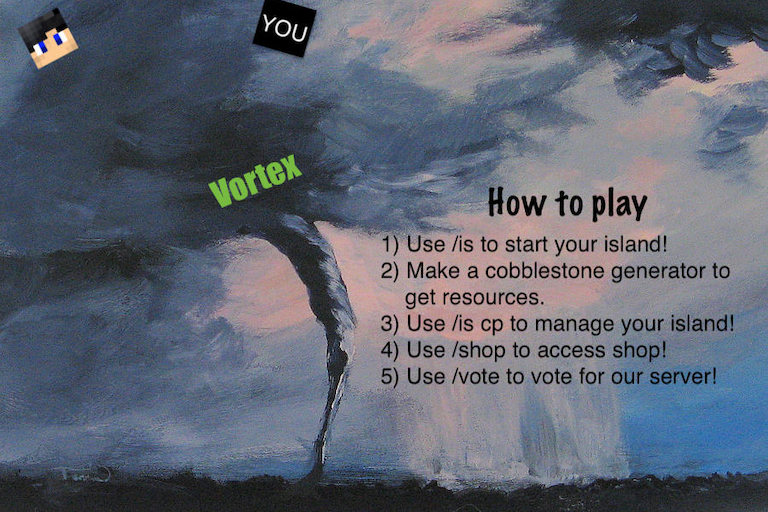 YOU
Vortex
How to play
1) Use /is to start your island!
2) Make a cobblestone generator to
get resources.
3) Use /is cp to manage your island!
4) Use /shop to access shop!
5) Use /vote to vote for our server!